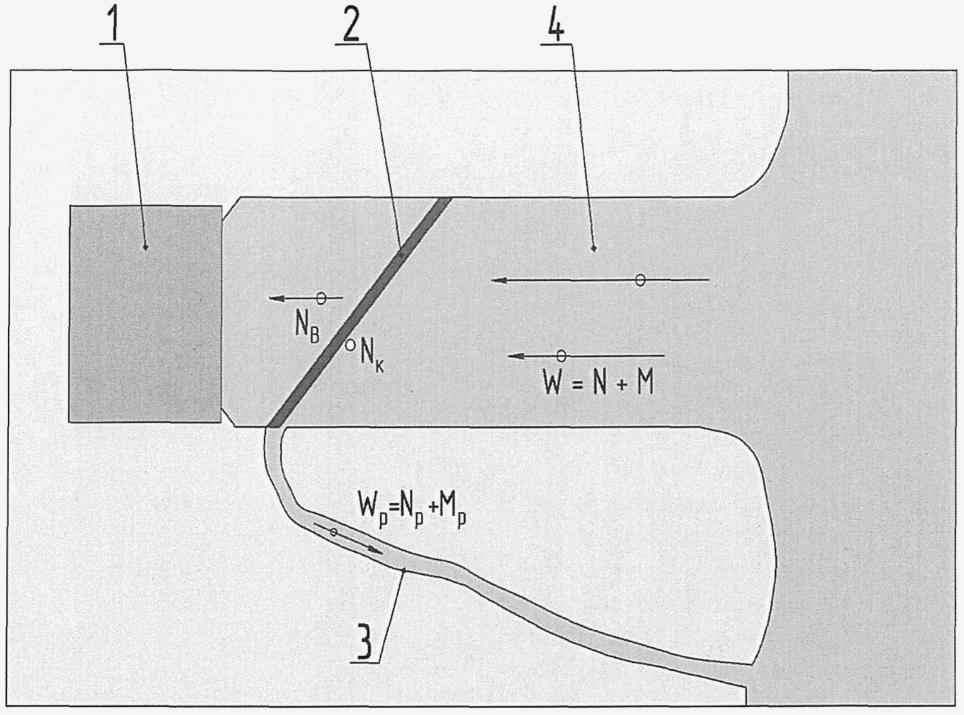 1 2 4
N_B
N_K
W = N + M
W_p=N_p+M_p
3